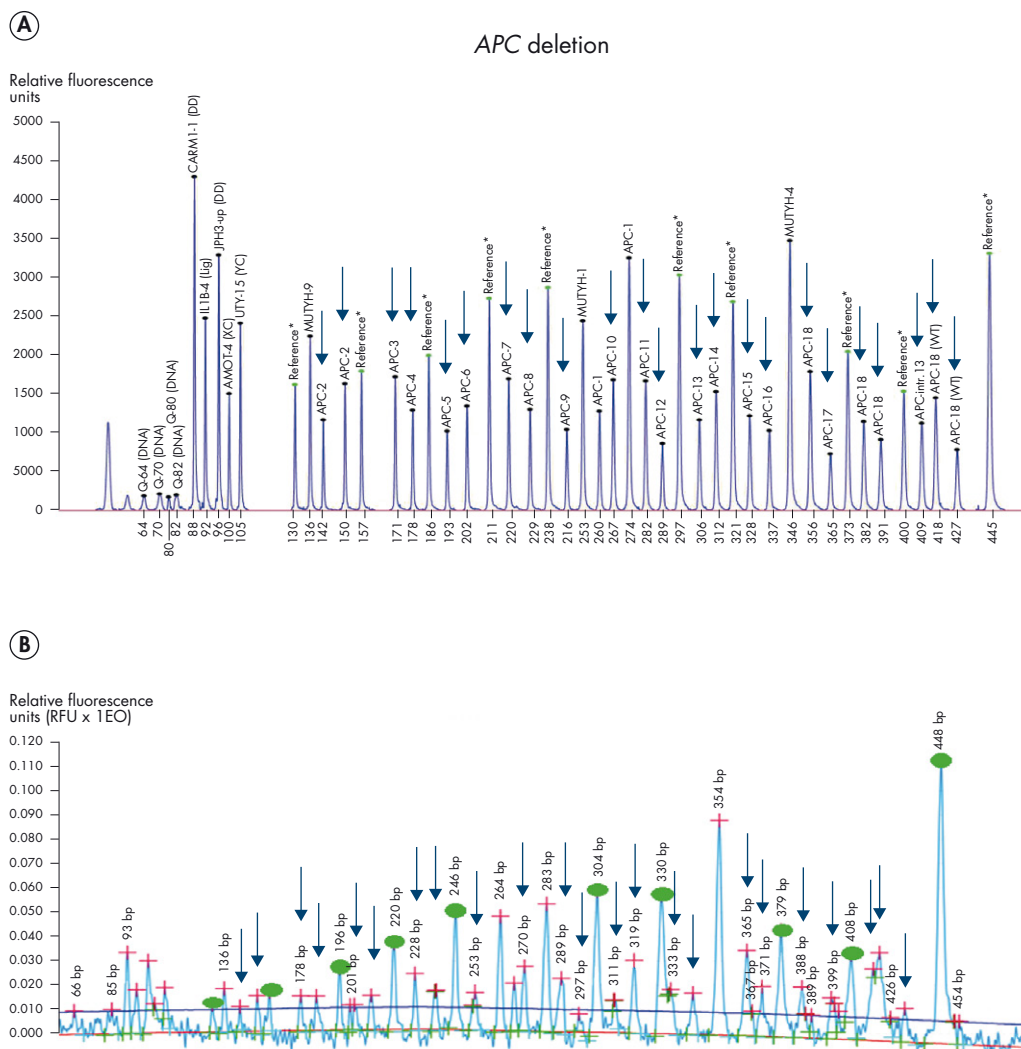 A
APC deletion
Relative fluorescence
units
5000
4500
4000
3500
3000
2500
2000
1500
1000
5000
0
Q-64 (DNA)
Q-70 (DNA)
Q-80 (DNA)
Q-82 (DNA)
CARM1-1 (DD)
IL1B-4 (Lig)
JPH3-up (DD)
AMOT-4 (XC)
UTY-15 (YC)
Reference*
MUTYH-9
APC-2
APC-2
Reference*
APC-3
APC-4
Reference*
APC-5
APC-6
Reference*
APC-7
APC-8
Reference*
APC-9
MUTYH-1
APC-1
APC-10
APC-1
APC-11
APC-12
Reference*
APC-13
APC-14
Reference*
APC-15
APC-16
MUTYH-4
APC-18
APC-17
Reference*
APC-18
APC-18
Reference*
APC-intr. 13
APC-18 (WT)
APC-18 (WT)
Reference*
64
70
80
82
88
92
96
100
105
130
136
142
150
157
171
178
186
193
202
211
220
229
238
216
253
260
267
274
282
289
297
306
312
321
328
337
346
356
365
373
382
391
400
409
418
427
445
B
Relative fluorescence
units (RFU x 1EO)
0.120
0.110
0.100
0.090
0.080
0.070
0.060
0.050
0.040
0.030
0.020
0.010
0.000
66 bp
85 bp
93 bp
136 bp
178 bp
196 bp
201 bp
220 bp
228 bp
246 bp
253 bp
264 bp
270 bp
283 bp
289 bp
297 bp
304 bp
311 bp
319 bp
330 bp
333 bp
354 bp
365 bp
367 bp
371 bp
379 bp
388 bp
389 bp
399 bp
408 bp
426 bp
448 bp
454 bp